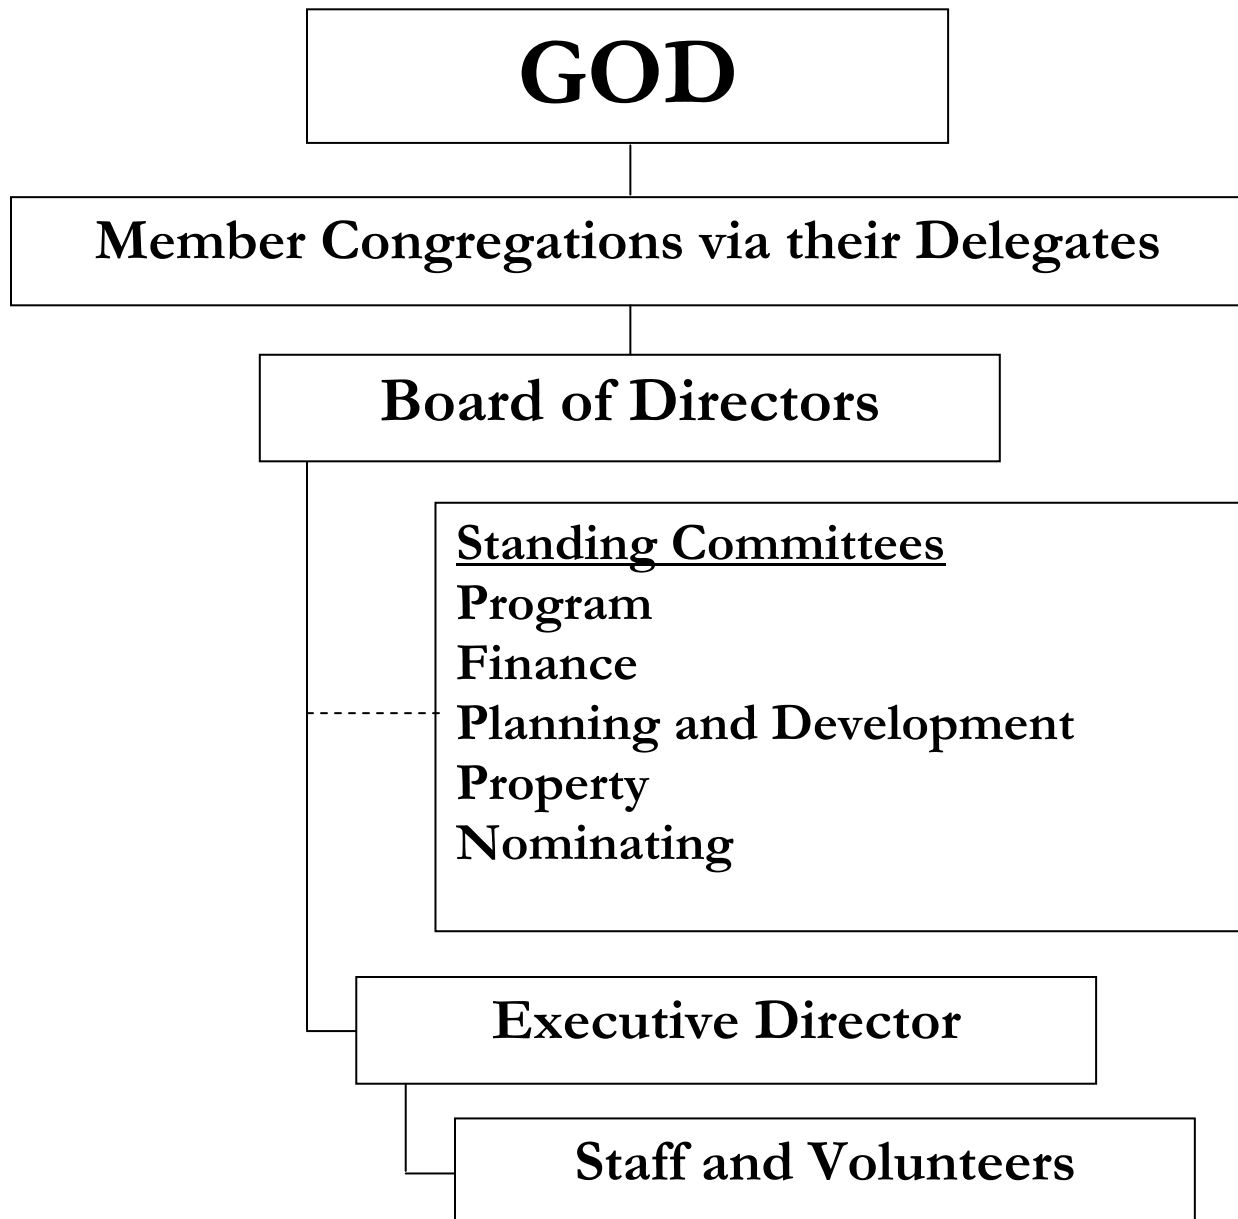 GOD
Member Congregations via their Delegates
Board of Directors
Standing Committees
Program
Finance
Planning and Development
Property
Nominating
Executive Director
Staff and Volunteers